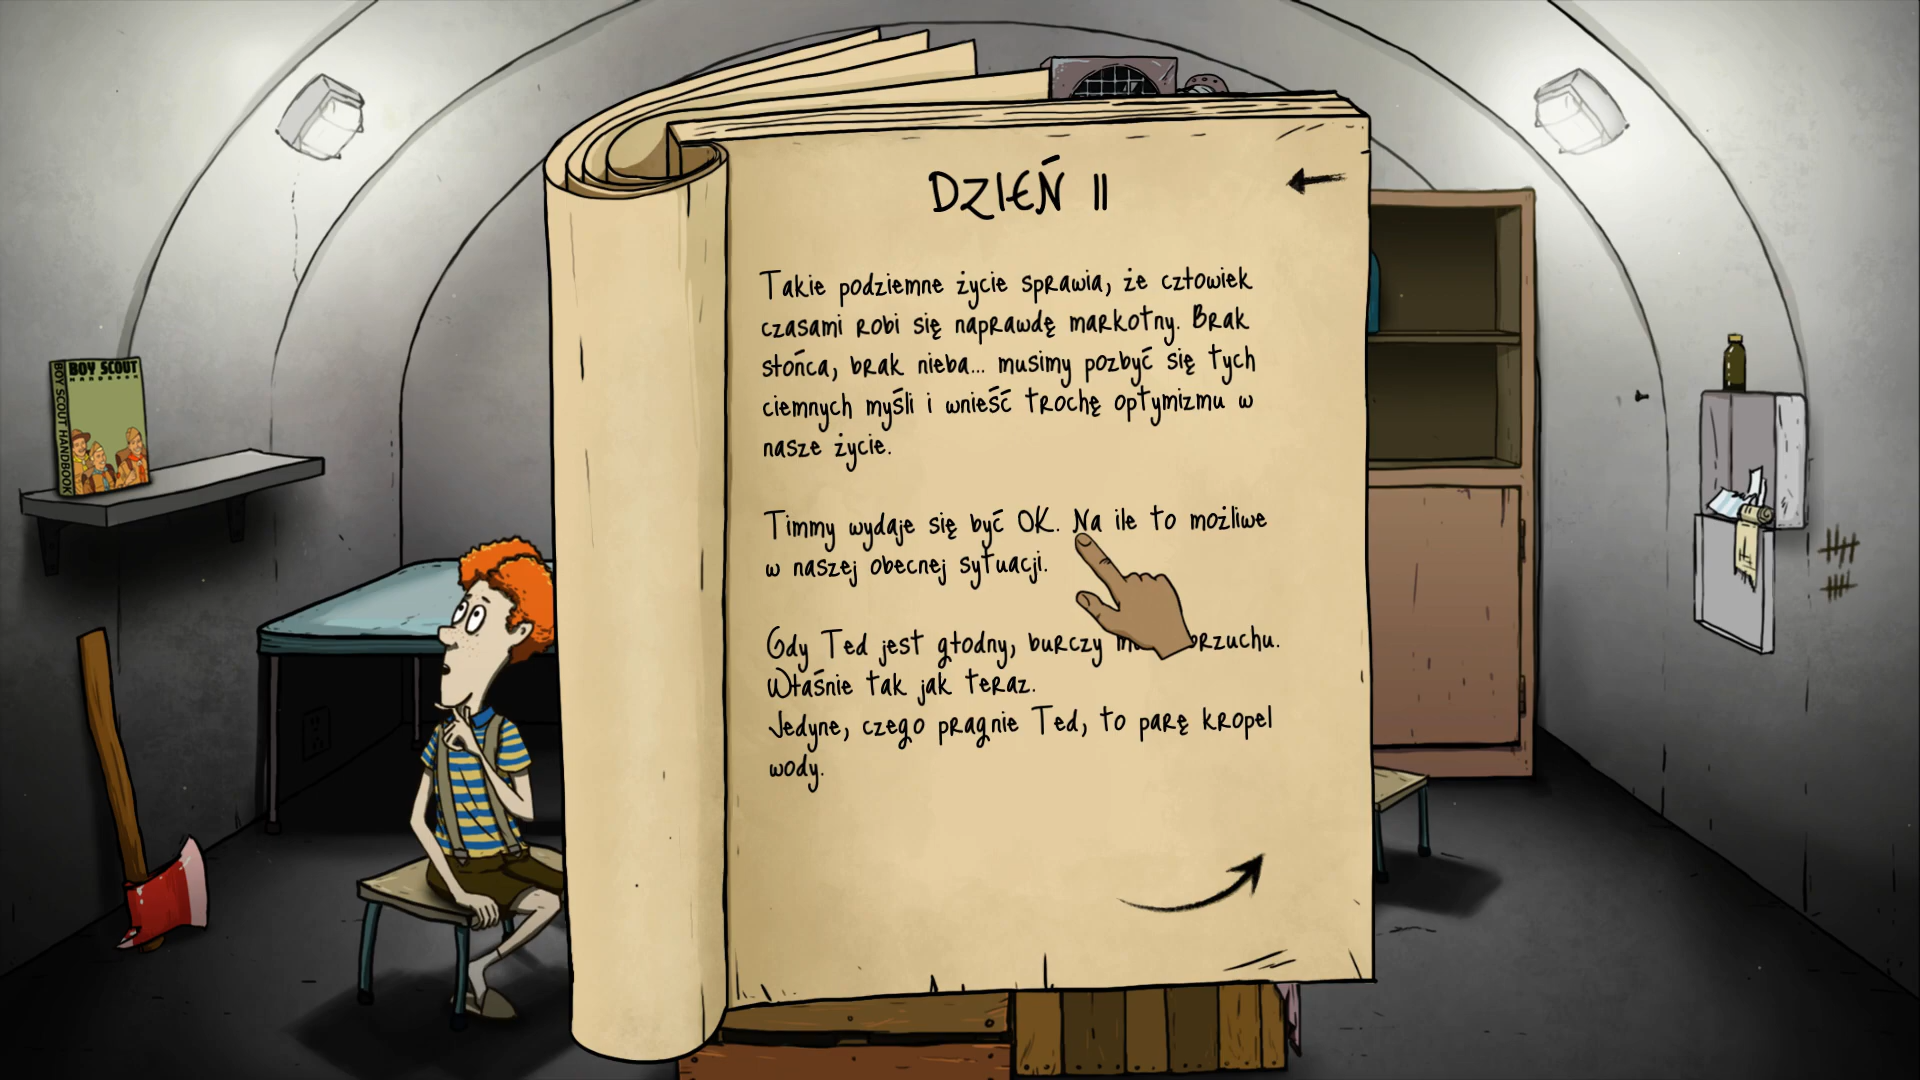 BOY SCOUT
HANDBOOK
BOY SCOUT HANDBOOK
DZIEŃ 11
Takie podziemne życie sprawia, że człowiek
czasami robi się naprawdę markotny. Brak
słońca, brak nieba... musimy pozbyć się tych
ciemnych myśli i wnieść trochę optymizmu w
nasze życie.
Timmy wydaje się być OK. Na ile to możliwe
w naszej obecnej sytuacji.
Gdy Ted jest głodny, burczy brzuchu.
Właśnie tak jak teraz.
Jedyne, czego pragnie Ted, to parę kropel
wody.